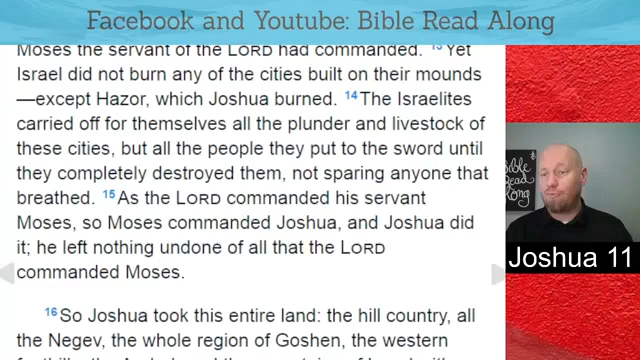 Facebook and Youtube: Bible Read Along
Moses the servant of the LORD had commanded. 13 Yet
Israel did not burn any of the cities built on their mounds
—except Hazor, which Joshua burned. 14 The Israelites
carried off for themselves all the plunder and livestock of
these cities, but all the people they put to the sword until
they completely destroyed them, not sparing anyone that
breathed. 15 As the LORD commanded his servant
Moses, so Moses commanded Joshua, and Joshua did
it; he left nothing undone of all that the LORD
commanded Moses.
16 So Joshua took this entire land: the hill country, all
the Negev, the whole region of Goshen, the western
Bible
Read
Along
Joshua 11